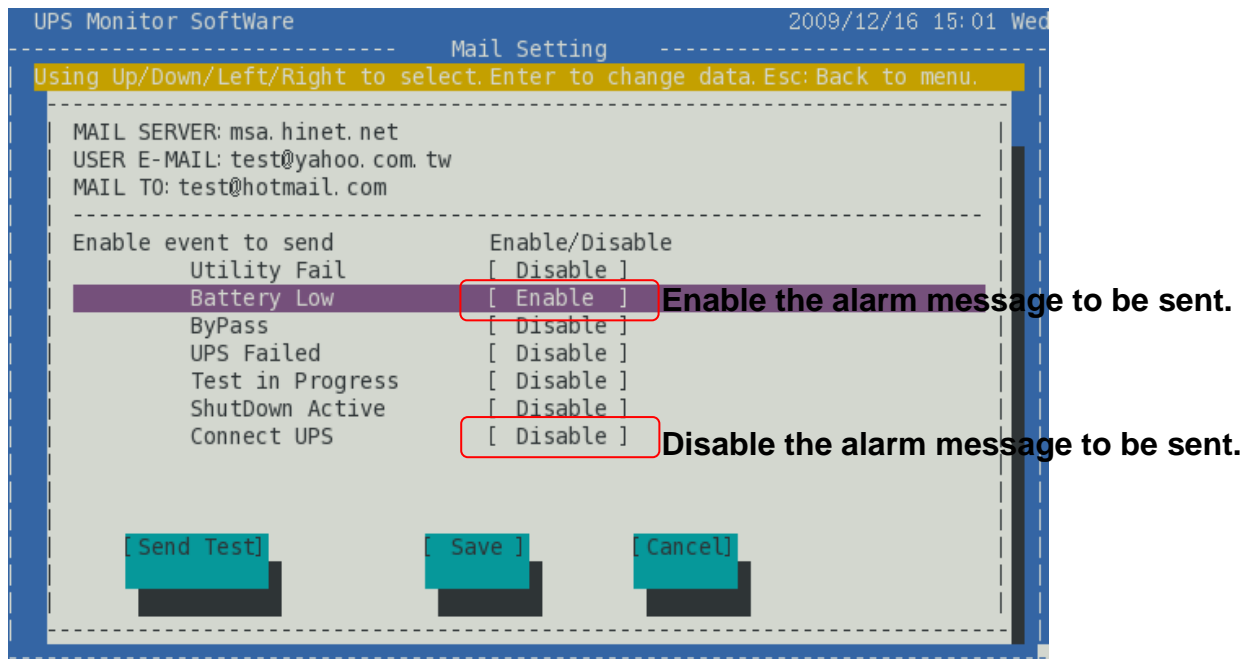 UPS Monitor SoftWare 2009/12/16 15:01 Wed
Mail Setting
Using Up/Down/Left/Right to select.Enter to change data.Esc:Back to menu.
MAIL SERVER: msa.hinet.net
USER E-MAIL: test@yahoo.com.tw
MAIL TO: test@hotmail.com
Enable event to send Enable/Disable
Utility Fail [ Disable ]
Battery Low [ Enable ] Enable the alarm message to be sent.
ByPass [ Disable ]
UPS Failed [ Disable ]
Test in Progress [ Disable ]
ShutDown Active [ Disable ]
Connect UPS [ Disable ] Disable the alarm message to be sent.
[Send Test] [ Save ] [Cancel]